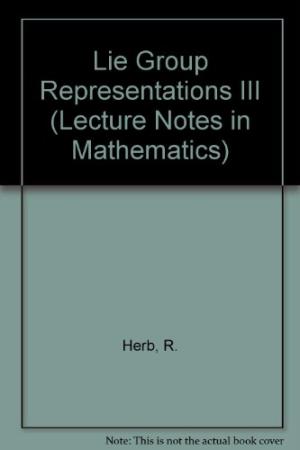 Lie Group
Representations III
(Lecture Notes in
Mathematics)
Herb, R.
Note: This is not the actual book cover